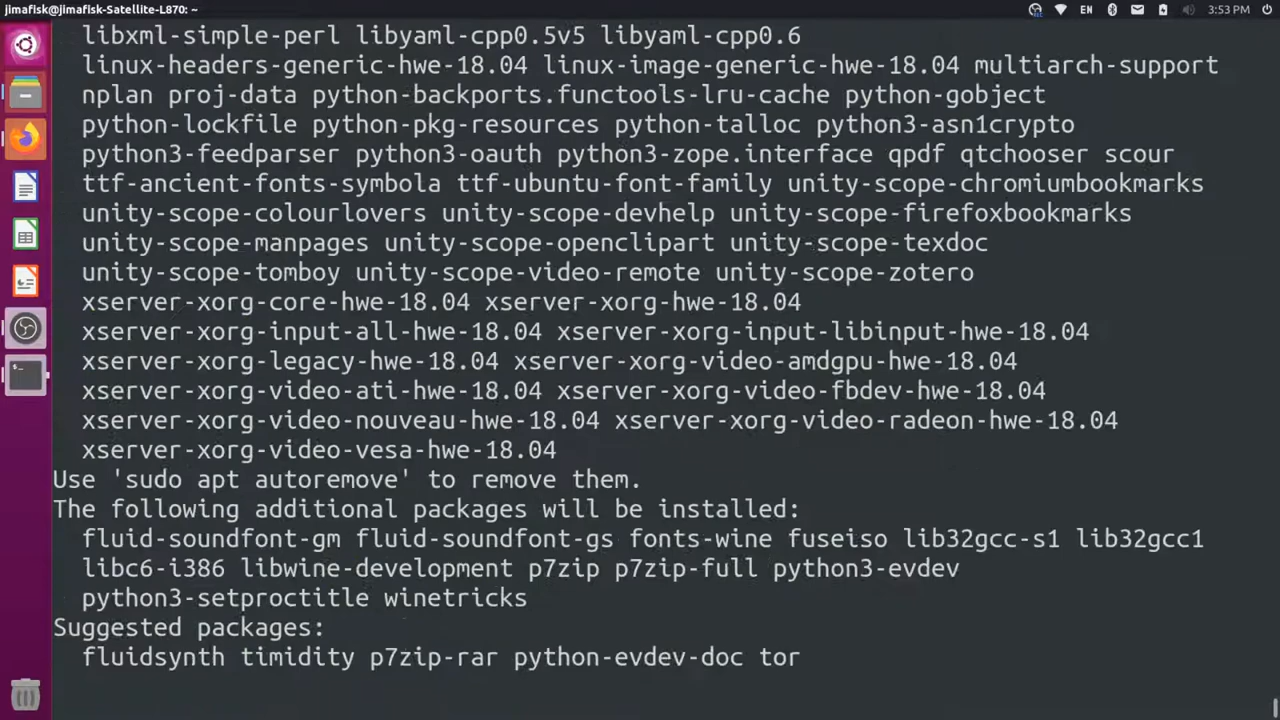 jimafisk@jimafisk-Satellite-L870: ~
EN
3:53 PM
libxml-simple-perl libyaml-cpp0.5v5 libyaml-cpp0.6
linux-headers-generic-hwe-18.04 linux-image-generic-hwe-18.04 multiarch-support
nplan proj-data python-backports.functools-lru-cache python-gobject
python-lockfile python-pkg-resources python-talloc python3-asn1crypto
python3-feedparser python3-oauth python3-zope.interface qpdf qtchooser scour
ttf-ancient-fonts-symbola ttf-ubuntu-font-family unity-scope-chromiumbookmarks
unity-scope-colourlovers unity-scope-devhelp unity-scope-firefoxbookmarks
unity-scope-manpages unity-scope-openclipart unity-scope-texdoc
unity-scope-tomboy unity-scope-video-remote unity-scope-zotero
xserver-xorg-core-hwe-18.04 xserver-xorg-hwe-18.04
xserver-xorg-input-all-hwe-18.04 xserver-xorg-input-libinput-hwe-18.04
xserver-xorg-legacy-hwe-18.04 xserver-xorg-video-amdgpu-hwe-18.04
xserver-xorg-video-ati-hwe-18.04 xserver-xorg-video-fbdev-hwe-18.04
xserver-xorg-video-nouveau-hwe-18.04 xserver-xorg-video-radeon-hwe-18.04
xserver-xorg-video-vesa-hwe-18.04
Use 'sudo apt autoremove' to remove them.
The following additional packages will be installed:
fluid-soundfont-gm fluid-soundfont-gs fonts-wine fuseiso lib32gcc-s1 lib32gcc1
libc6-i386 libwine-development p7zip p7zip-full python3-evdev
python3-setproctitle winetricks
Suggested packages:
fluidsynth timidity p7zip-rar python-evdev-doc tor